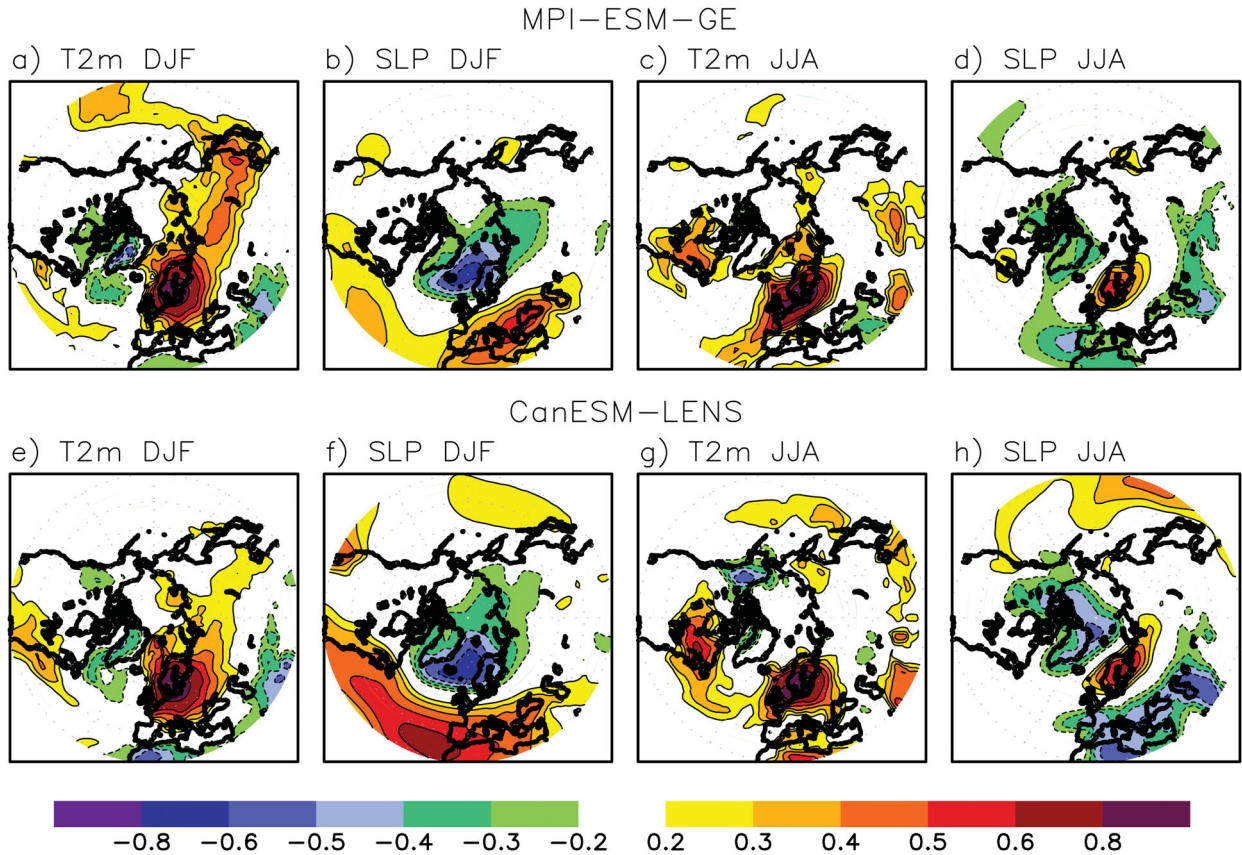 MPI-ESM-GE
a) T2m DJF
b) SLP DJF
c) T2m JJA
d) SLP JJA
CanESM-LENS
e) T2m DJF
f) SLP DJF
g) T2m JJA
h) SLP JJA
-0.8 -0.6 -0.5 -0.4 -0.3 -0.2 0.2 0.3 0.4 0.5 0.6 0.8